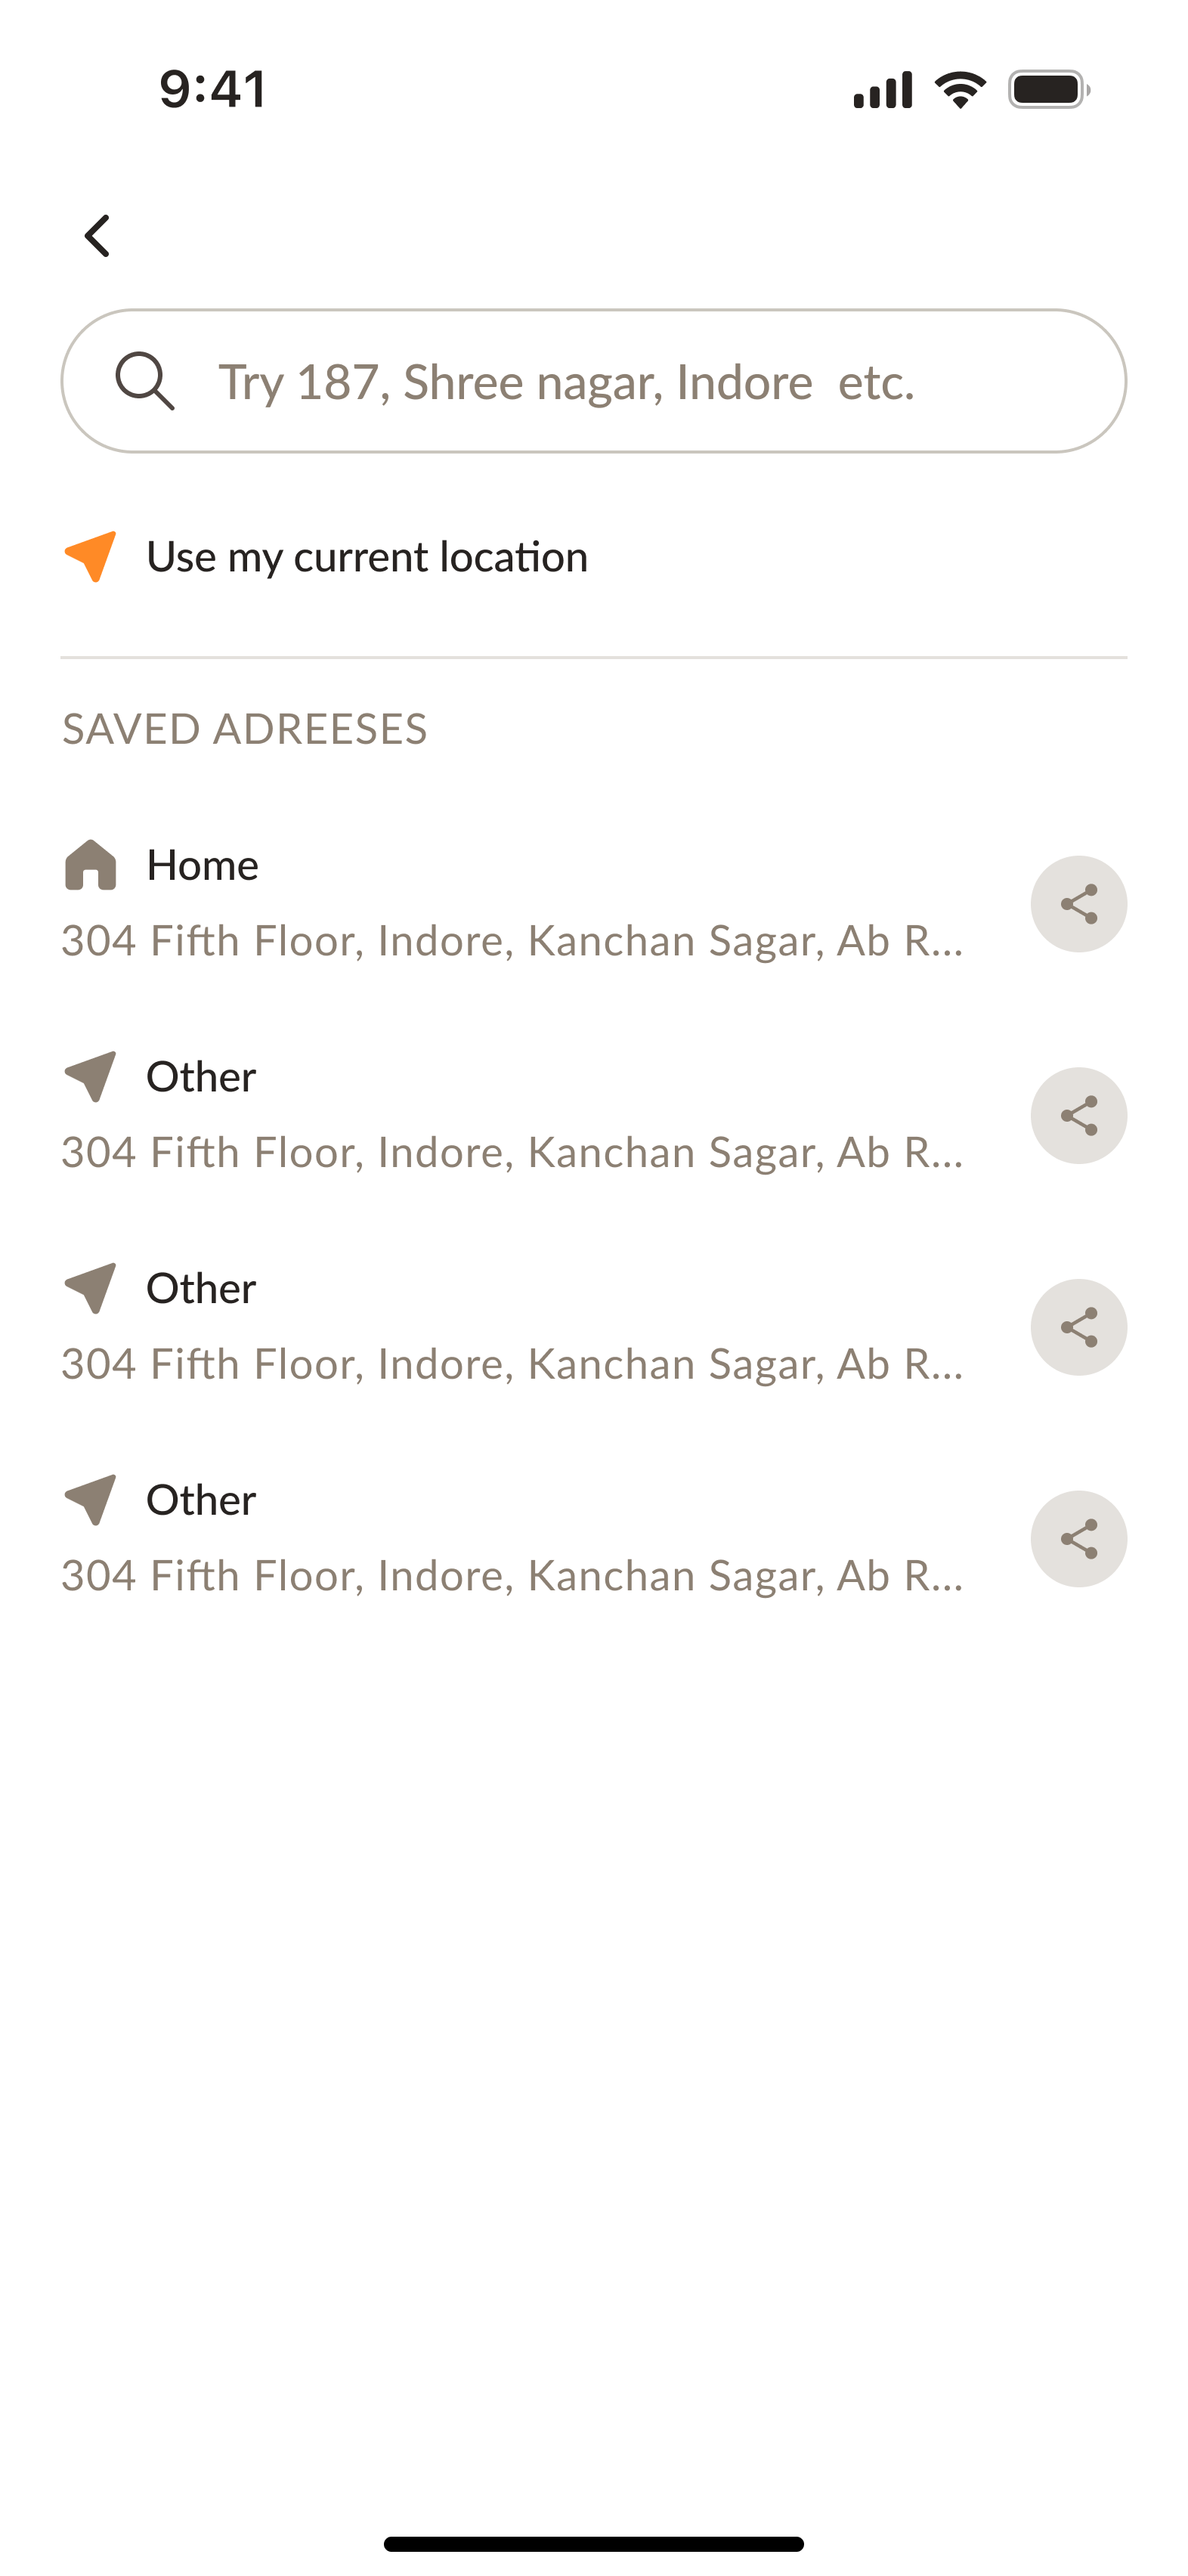 9:41
Try 187, Shree nagar, Indore  etc.
Use my current location
SAVED ADREESES
Home
304 Fifth Floor, Indore, Kanchan Sagar, Ab R...
Other
304 Fifth Floor, Indore, Kanchan Sagar, Ab R...
Other
304 Fifth Floor, Indore, Kanchan Sagar, Ab R...
Other
304 Fifth Floor, Indore, Kanchan Sagar, Ab R...